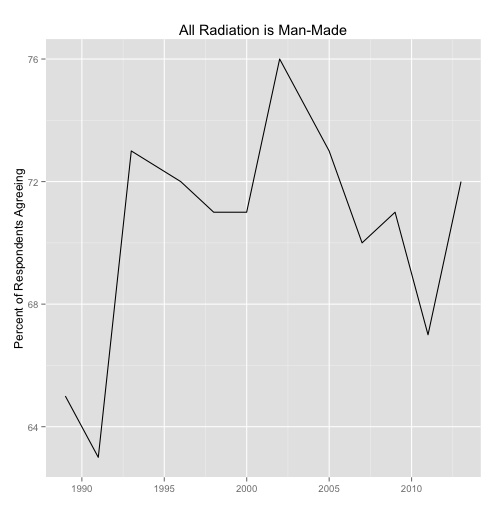 All Radiation is Man-Made
Percent of Respondents Agreeing
76
72
68
64
1990 1995 2000 2005 2010